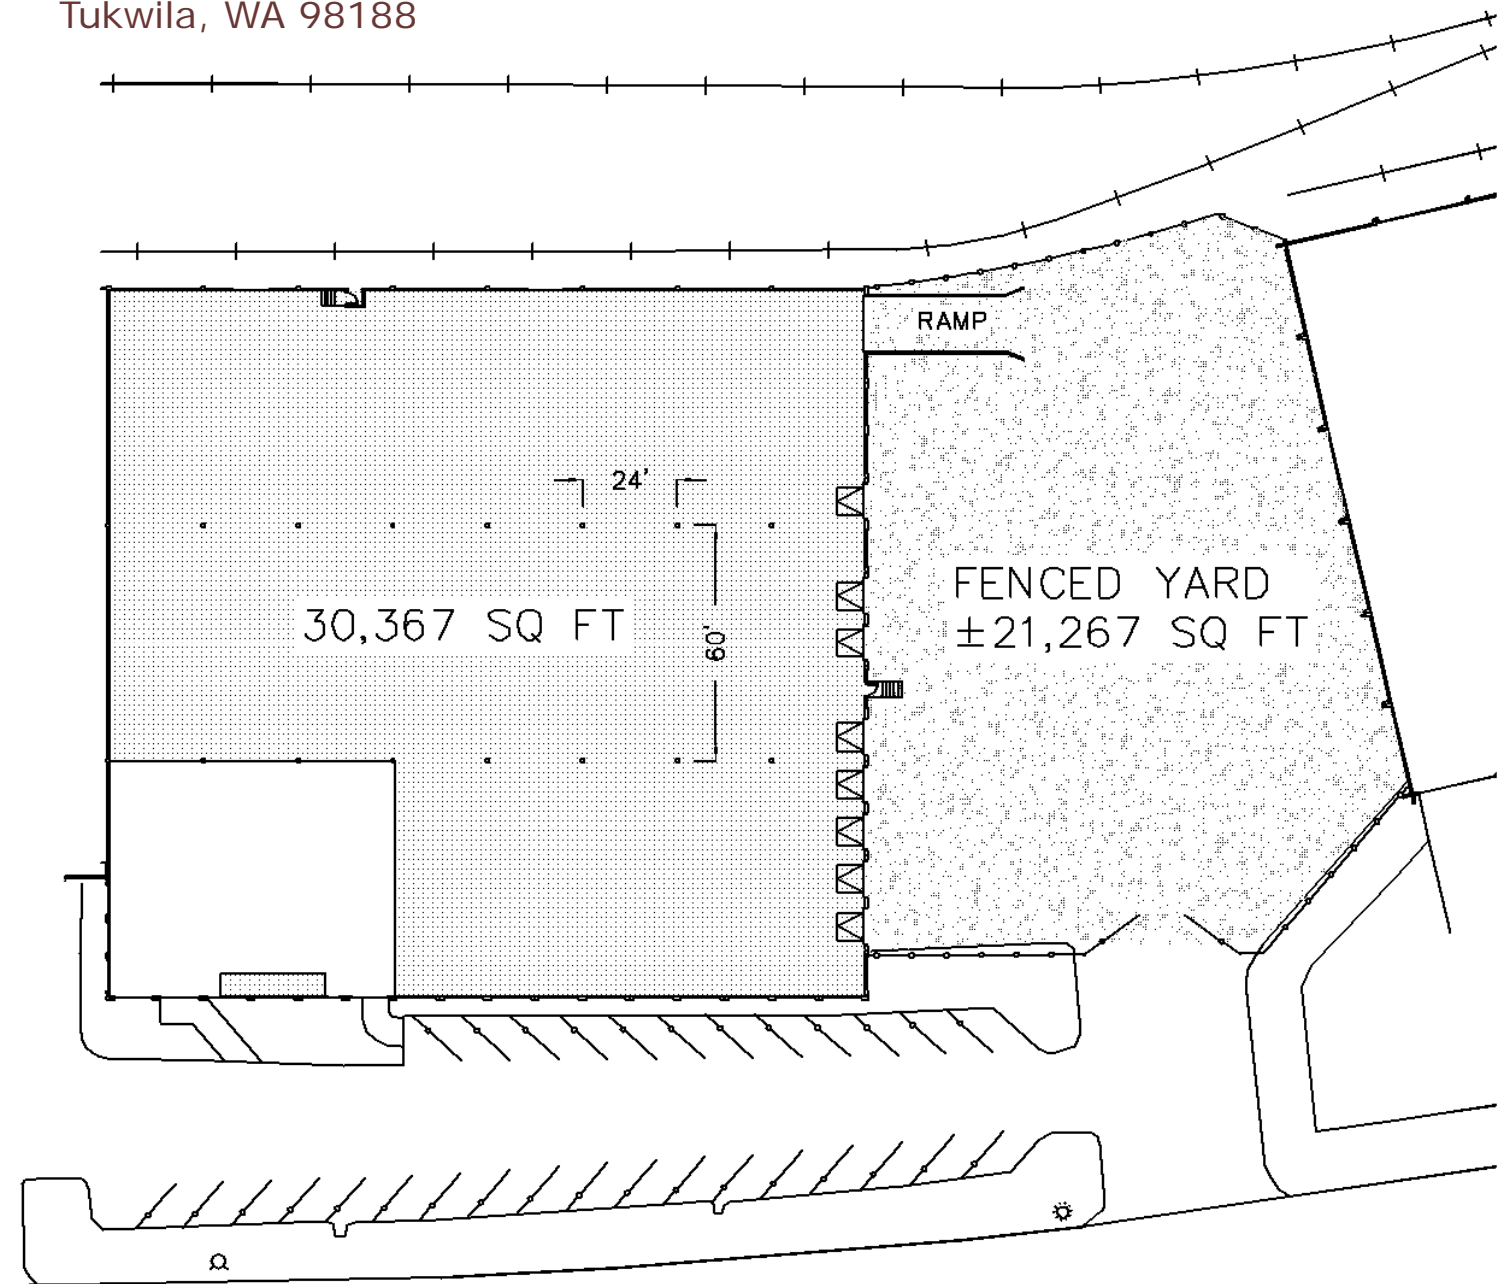 Tukwila, WA 98188
RAMP
24'
60'
30,367 SQ FT
FENCED YARD
±21,267 SQ FT